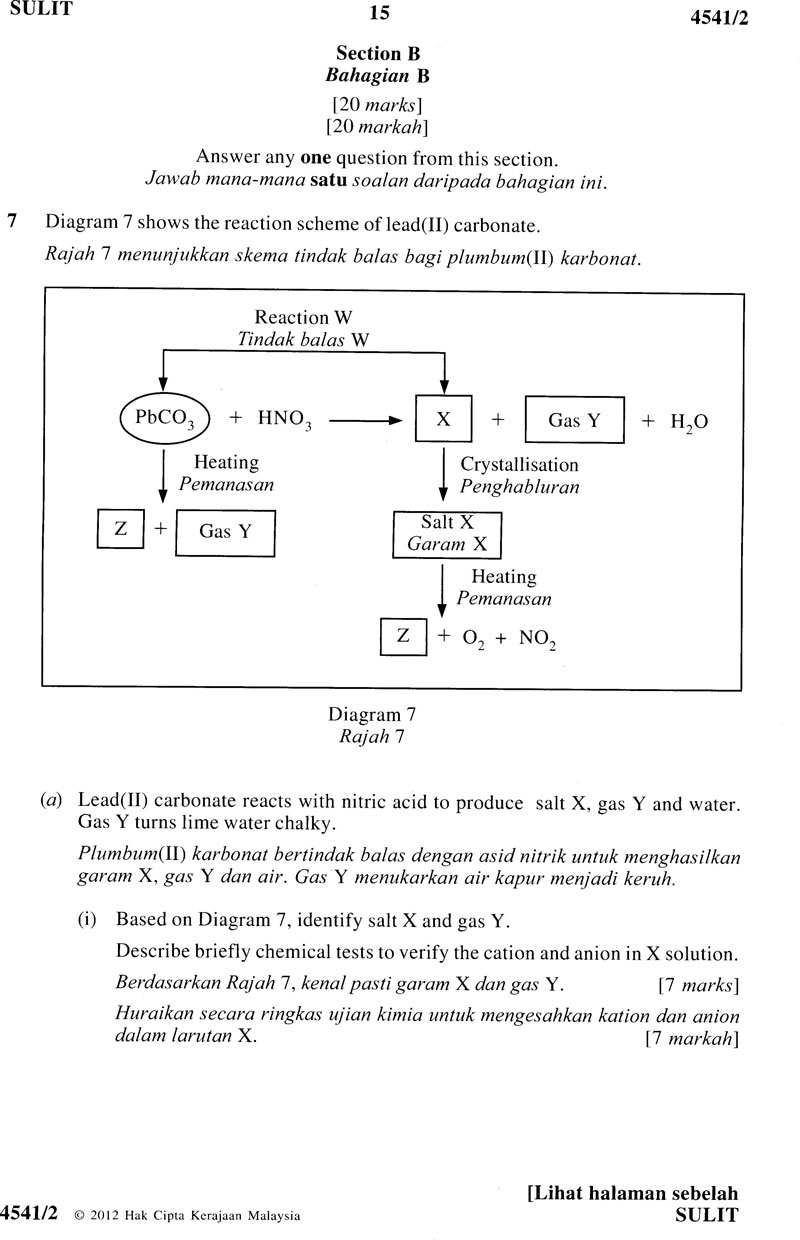 SULIT
15
4541/2
Section B
Bahagian B
[20 marks]
[20 markah]
Answer any one question from this section.
Jawab mana-mana satu soalan daripada bahagian ini.
7 Diagram 7 shows the reaction scheme of lead(II) carbonate.
Rajah 7 menunjukkan skema tindak balas bagi plumbum(II) karbonat.
Reaction W
Tindak balas W
PbCO3 + HNO3 → X + Gas Y + H2O
Heating
Pemanasan
Crystallisation
Penghabluran
Z + Gas Y
Salt X
Garam X
Heating
Pemanasan
Z + O2 + NO2
Diagram 7
Rajah 7
(a) Lead(II) carbonate reacts with nitric acid to produce salt X, gas Y and water.
Gas Y turns lime water chalky.
Plumbum(II) karbonat bertindak balas dengan asid nitrik untuk menghasilkan
garam X, gas Y dan air. Gas Y menukarkan air kapur menjadi keruh.
(i) Based on Diagram 7, identify salt X and gas Y.
Describe briefly chemical tests to verify the cation and anion in X solution.
Berdasarkan Rajah 7, kenal pasti garam X dan gas Y. [7 marks]
Huraikan secara ringkas ujian kimia untuk mengesahkan kation dan anion
dalam larutan X. [7 markah]
[Lihat halaman sebelah
4541/2 © 2012 Hak Cipta Kerajaan Malaysia
SULIT